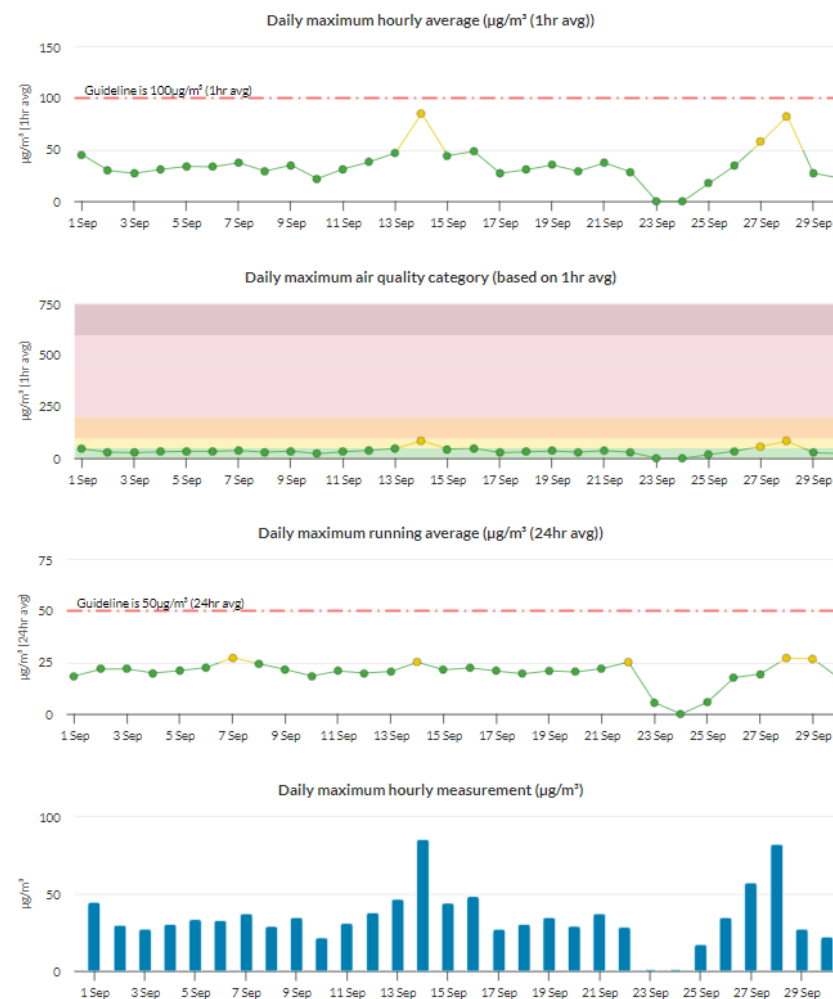 Daily maximum hourly average (µg/m³ (1hr avg))
150
Guideline is 100µg/m³ (1hr avg)
100
µg/m³ (1hr avg)
50
0
1 Sep 3 Sep 5 Sep 7 Sep 9 Sep 11 Sep 13 Sep 15 Sep 17 Sep 19 Sep 21 Sep 23 Sep 25 Sep 27 Sep 29 Sep
Daily maximum air quality category (based on 1hr avg)
750
500
µg/m³ (1hr avg)
250
0
1 Sep 3 Sep 5 Sep 7 Sep 9 Sep 11 Sep 13 Sep 15 Sep 17 Sep 19 Sep 21 Sep 23 Sep 25 Sep 27 Sep 29 Sep
Daily maximum running average (µg/m³ (24hr avg))
75
Guideline is 50µg/m³ (24hr avg)
50
µg/m³ (24hr avg)
25
0
1 Sep 3 Sep 5 Sep 7 Sep 9 Sep 11 Sep 13 Sep 15 Sep 17 Sep 19 Sep 21 Sep 23 Sep 25 Sep 27 Sep 29 Sep
Daily maximum hourly measurement (µg/m³)
100
50
µg/m³
0
1 Sep 3 Sep 5 Sep 7 Sep 9 Sep 11 Sep 13 Sep 15 Sep 17 Sep 19 Sep 21 Sep 23 Sep 25 Sep 27 Sep 29 Sep